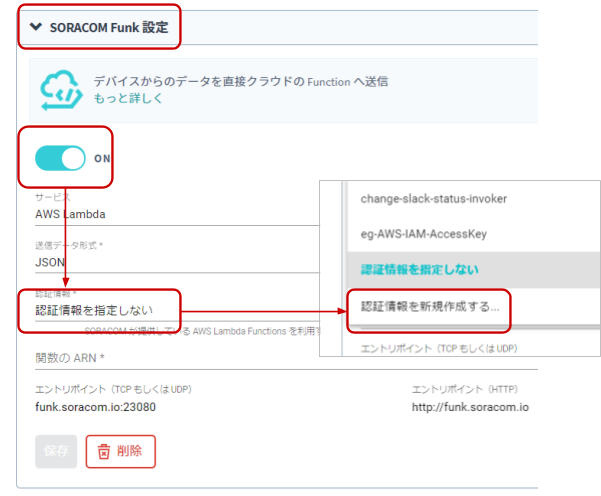 SORACOM Funk 設定
デバイスからのデータを直接クラウドの Function へ送信
もっと詳しく
ON
サービス
AWS Lambda
送信データ形式 *
JSON
認証情報 *
認証情報を指定しない
SORACOM が提供している AWS Lambda Functions を利用す
関数の ARN *
エントリポイント（TCP もしくは UDP）
funk.soracom.io:23080
エントリポイント（HTTP）
http://funk.soracom.io
保存
削除
change-slack-status-invoker
eg-AWS-IAM-AccessKey
認証情報を指定しない
認証情報を新規作成する...
エントリポイント（TCP もしくは UDP）